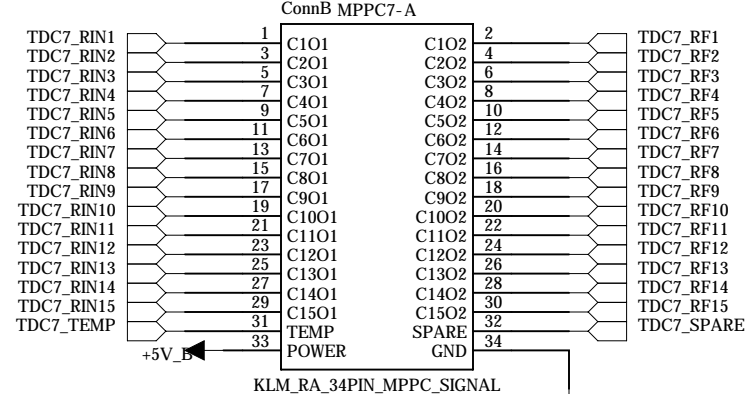 ConnB MPPC7-A
TDC7_RIN1 1 C1O1 C1O2 2 TDC7_RF1
TDC7_RIN2 3 C2O1 C2O2 4 TDC7_RF2
TDC7_RIN3 5 C3O1 C3O2 6 TDC7_RF3
TDC7_RIN4 7 C4O1 C4O2 8 TDC7_RF4
TDC7_RIN5 9 C5O1 C5O2 10 TDC7_RF5
TDC7_RIN6 11 C6O1 C6O2 12 TDC7_RF6
TDC7_RIN7 13 C7O1 C7O2 14 TDC7_RF7
TDC7_RIN8 15 C8O1 C8O2 16 TDC7_RF8
TDC7_RIN9 17 C9O1 C9O2 18 TDC7_RF9
TDC7_RIN10 19 C10O1 C10O2 20 TDC7_RF10
TDC7_RIN11 21 C11O1 C11O2 22 TDC7_RF11
TDC7_RIN12 23 C12O1 C12O2 24 TDC7_RF12
TDC7_RIN13 25 C13O1 C13O2 26 TDC7_RF13
TDC7_RIN14 27 C14O1 C14O2 28 TDC7_RF14
TDC7_RIN15 29 C15O1 C15O2 30 TDC7_RF15
TDC7_TEMP 31 TEMP SPARE 32 TDC7_SPARE
+5V_B 33 POWER GND 34
KLM_RA_34PIN_MPPC_SIGNAL